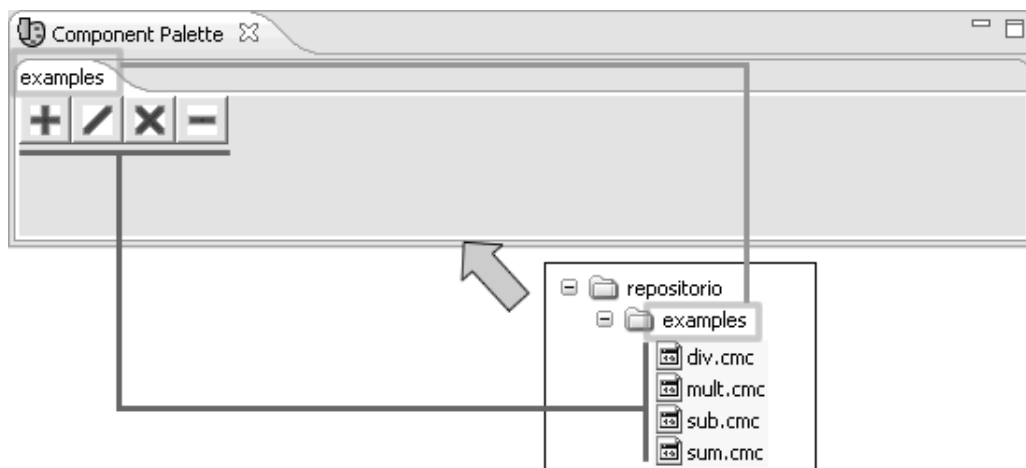 Component Palette
examples
repositorio
examples
div.cmc
mult.cmc
sub.cmc
sum.cmc